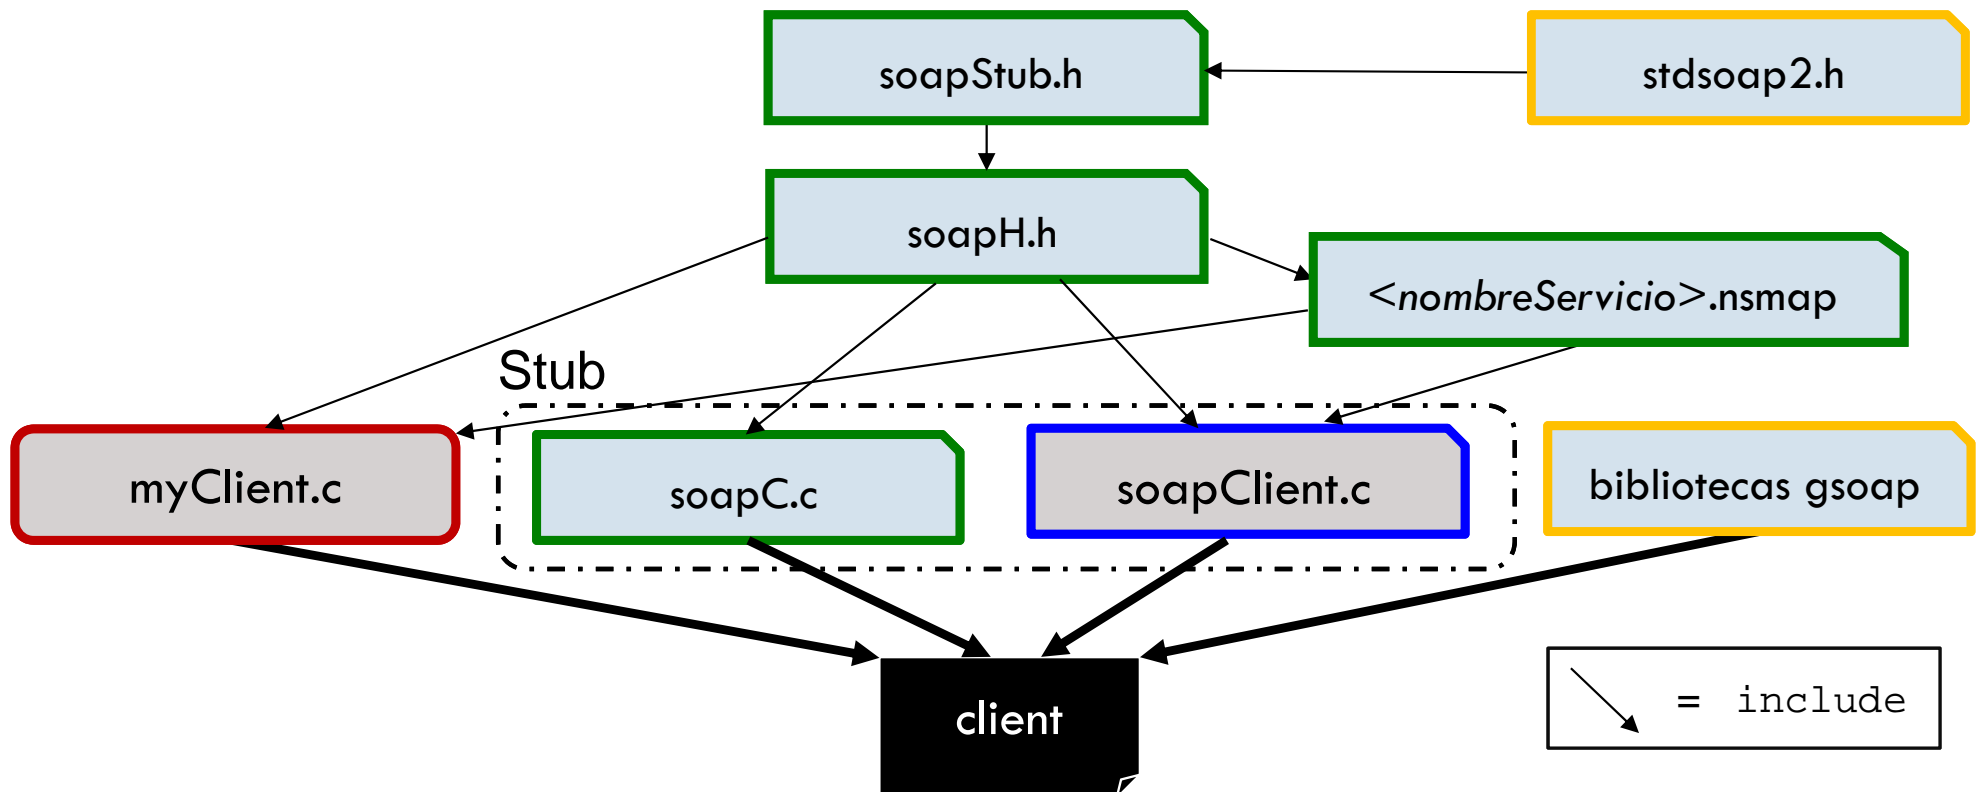 soapStub.h
stdsoap2.h
soapH.h
<nombreServicio>.nsmap
Stub
myClient.c
soapC.c
soapClient.c
bibliotecas gsoap
client
= include